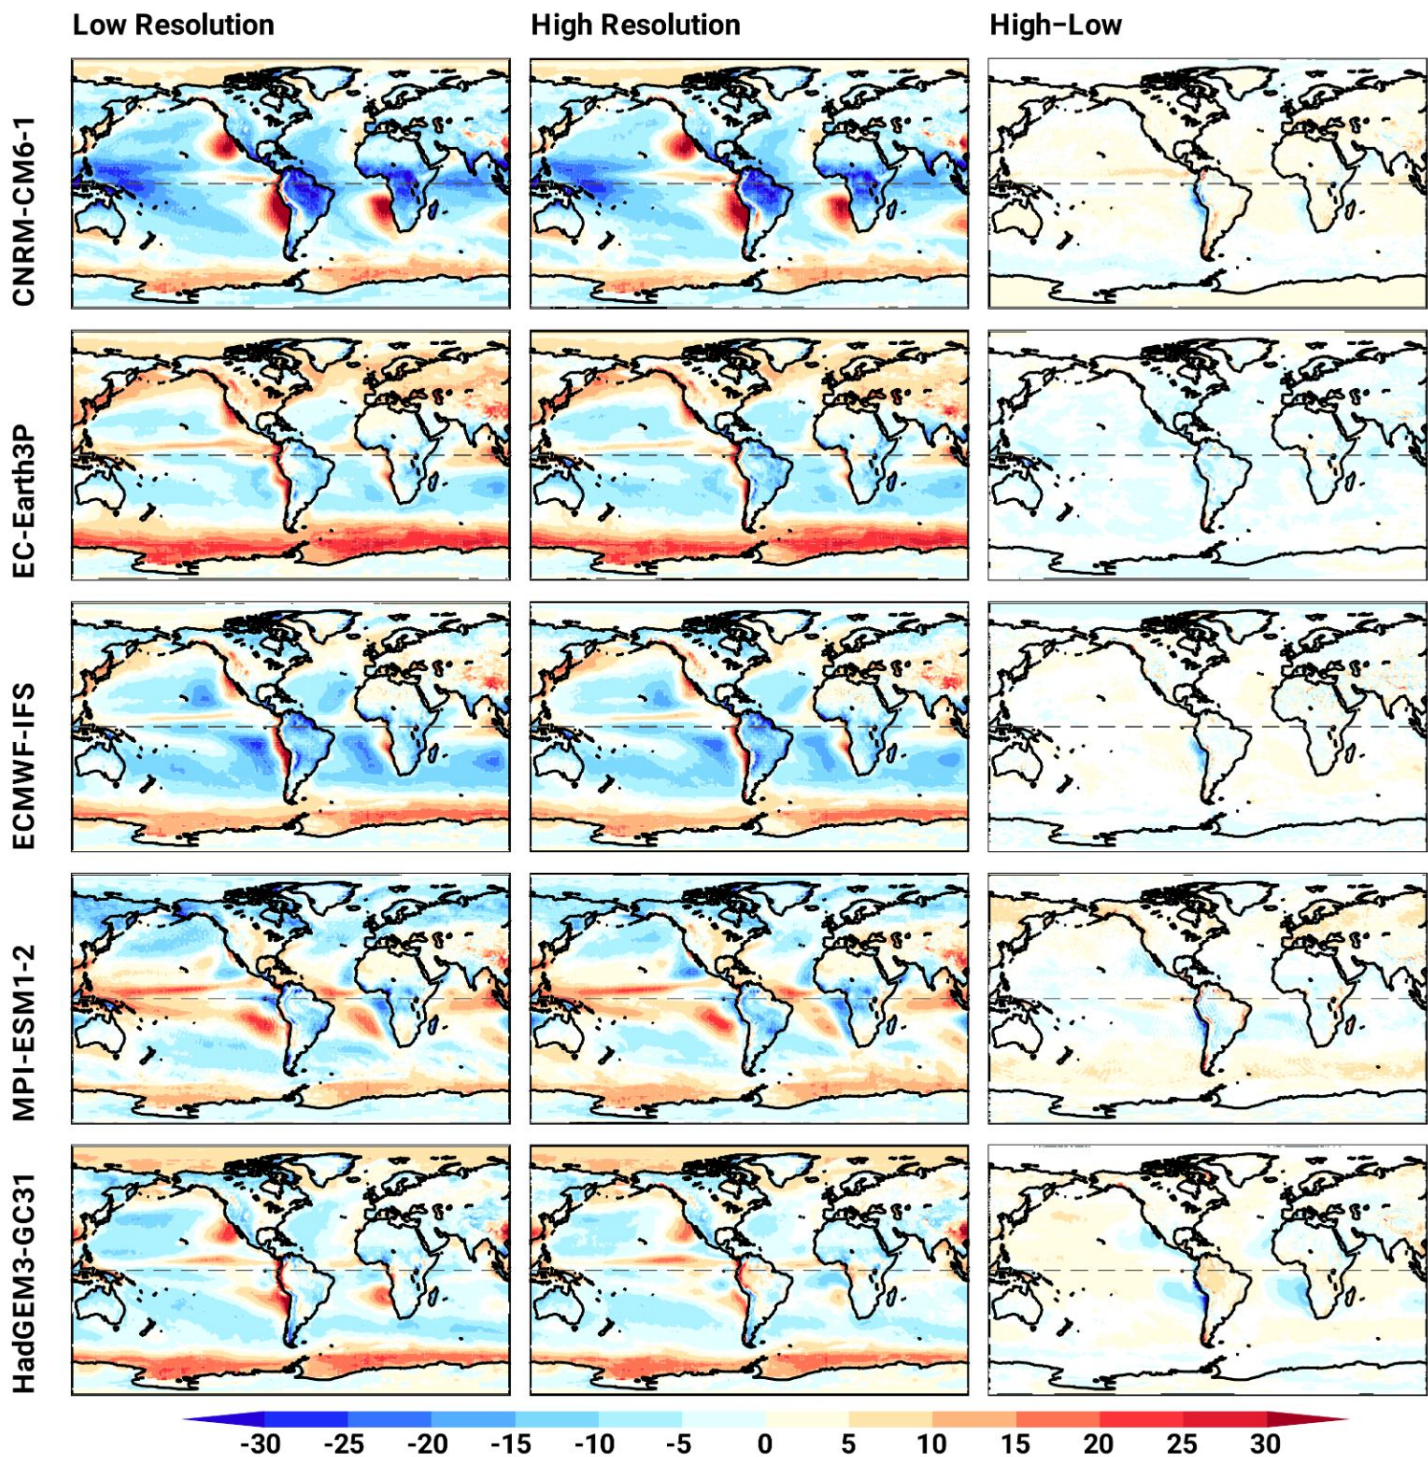 Low Resolution High Resolution High-Low
CNRM-CM6-1
EC-Earth3P
ECMWF-IFS
MPI-ESM1-2
HadGEM3-GC31
-30 -25 -20 -15 -10 -5 0 5 10 15 20 25 30